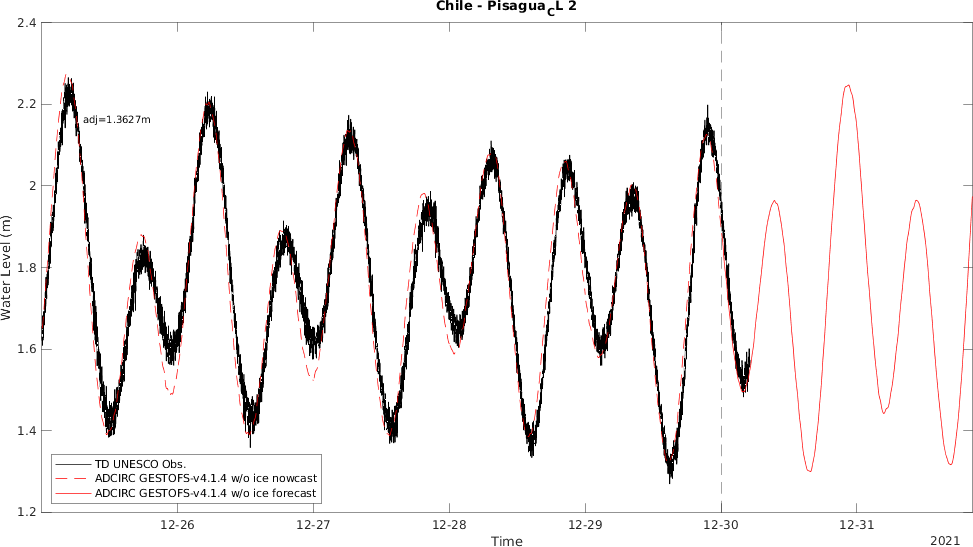 Chile - PisaguaCL 2
2.4
2.2
2
1.8
1.6
1.4
1.2
Water Level (m)
adj=1.3627m
TD UNESCO Obs.
ADCIRC GESTOFS-v4.1.4 w/o ice nowcast
ADCIRC GESTOFS-v4.1.4 w/o ice forecast
12-26
12-27
12-28
12-29
12-30
12-31
Time
2021